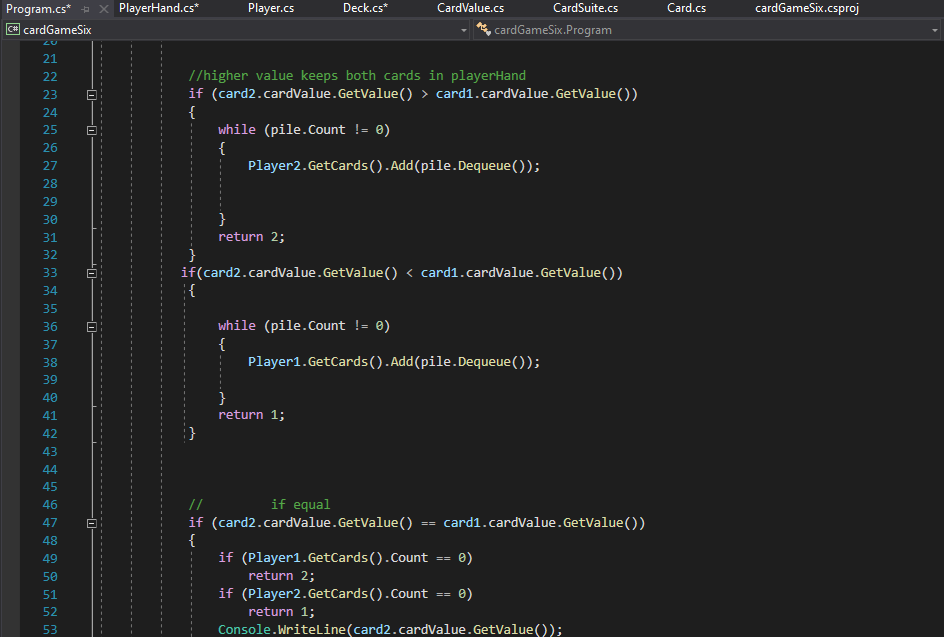 Program.cs* PlayerHand.cs* Player.cs Deck.cs* CardValue.cs CardSuite.cs Card.cs cardGameSix.csproj
C# cardGameSix cardGameSix.Program
20
21
22 //higher value keeps both cards in playerHand
23 if (card2.cardValue.GetValue() > card1.cardValue.GetValue())
24 {
25 while (pile.Count != 0)
26 {
27 Player2.GetCards().Add(pile.Dequeue());
28
29
30 }
31 return 2;
32 }
33 if(card2.cardValue.GetValue() < card1.cardValue.GetValue())
34 {
35
36 while (pile.Count != 0)
37 {
38 Player1.GetCards().Add(pile.Dequeue());
39
40 }
41 return 1;
42 }
43
44
45
46 // if equal
47 if (card2.cardValue.GetValue() == card1.cardValue.GetValue())
48 {
49 if (Player1.GetCards().Count == 0)
50 return 2;
51 if (Player2.GetCards().Count == 0)
52 return 1;
53 Console.WriteLine(card2.cardValue.GetValue());